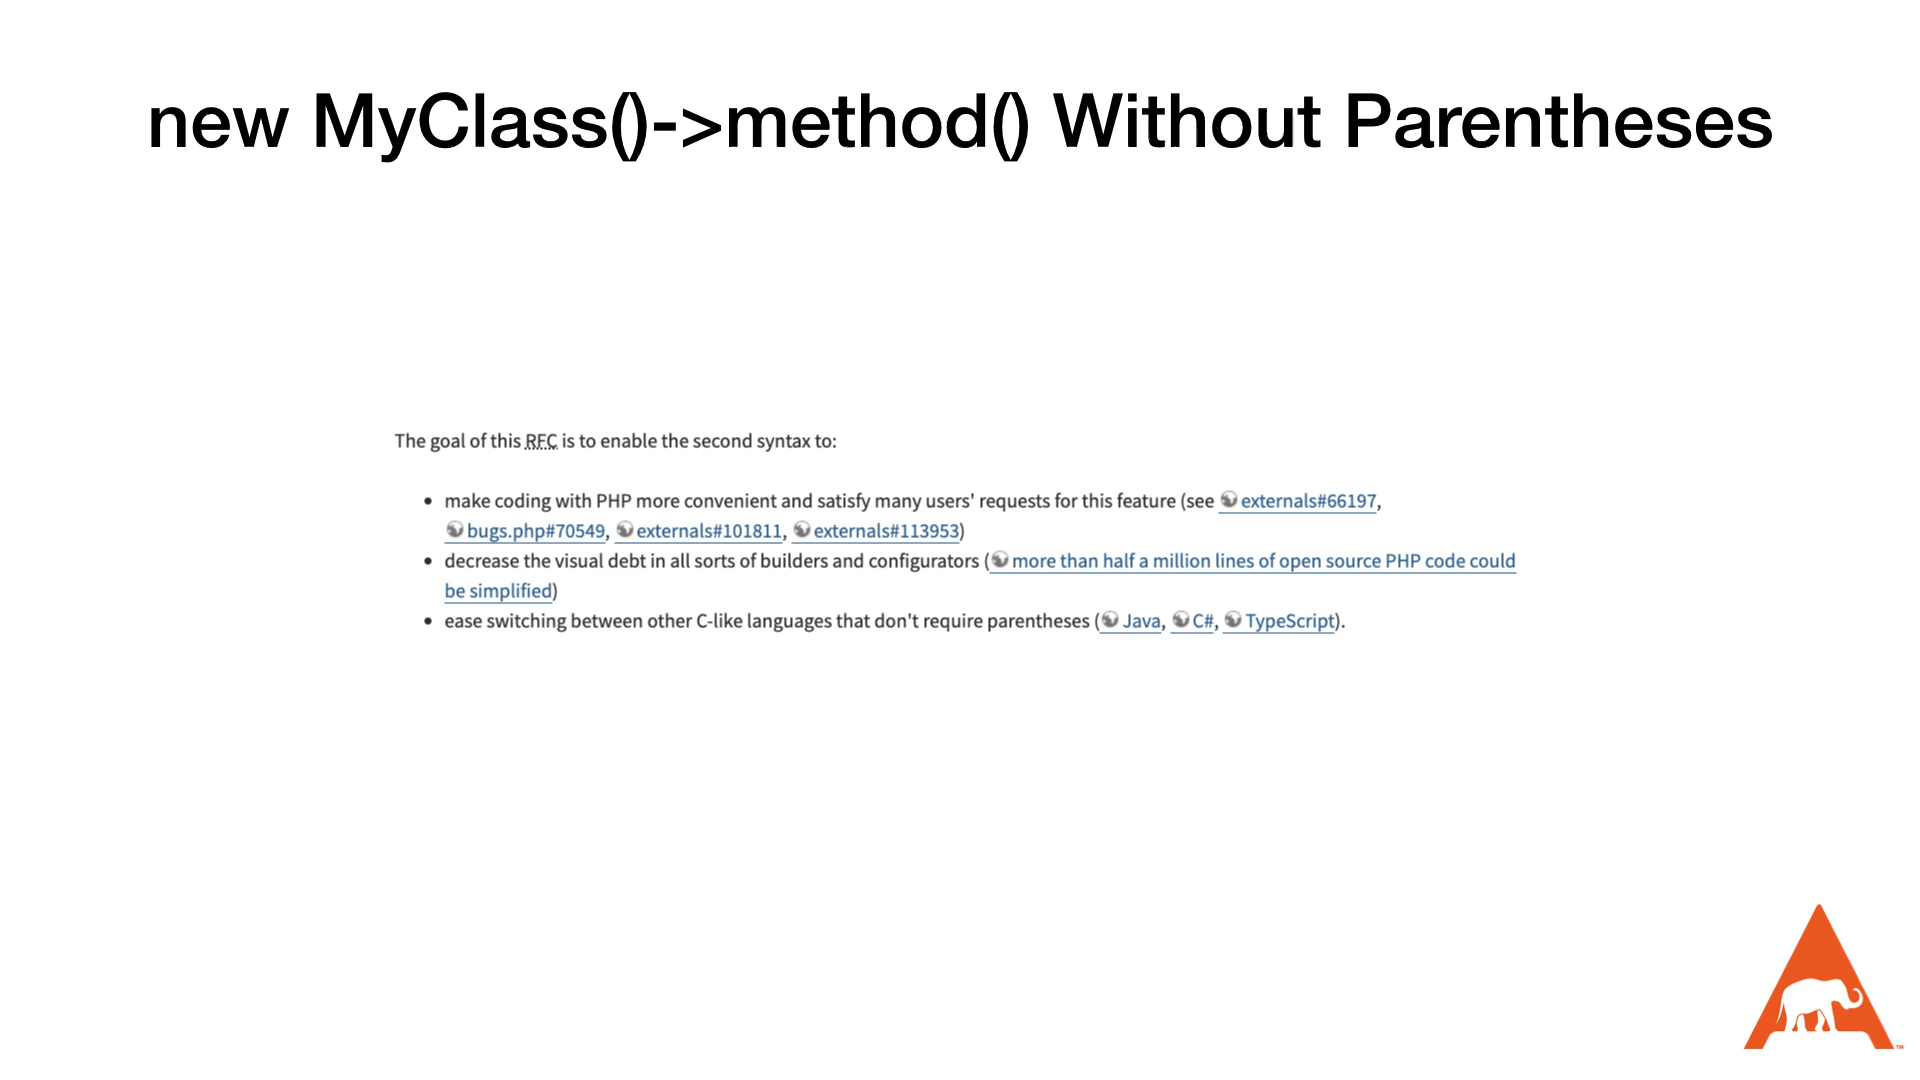 new MyClass()->method() Without Parentheses
The goal of this RFC is to enable the second syntax to:
• make coding with PHP more convenient and satisfy many users' requests for this feature (see externals#66197,
bugs.php#70549, externals#101811, externals#113953)
• decrease the visual debt in all sorts of builders and configurators (more than half a million lines of open source PHP code could
be simplified)
• ease switching between other C-like languages that don't require parentheses (Java, C#, TypeScript).
TM